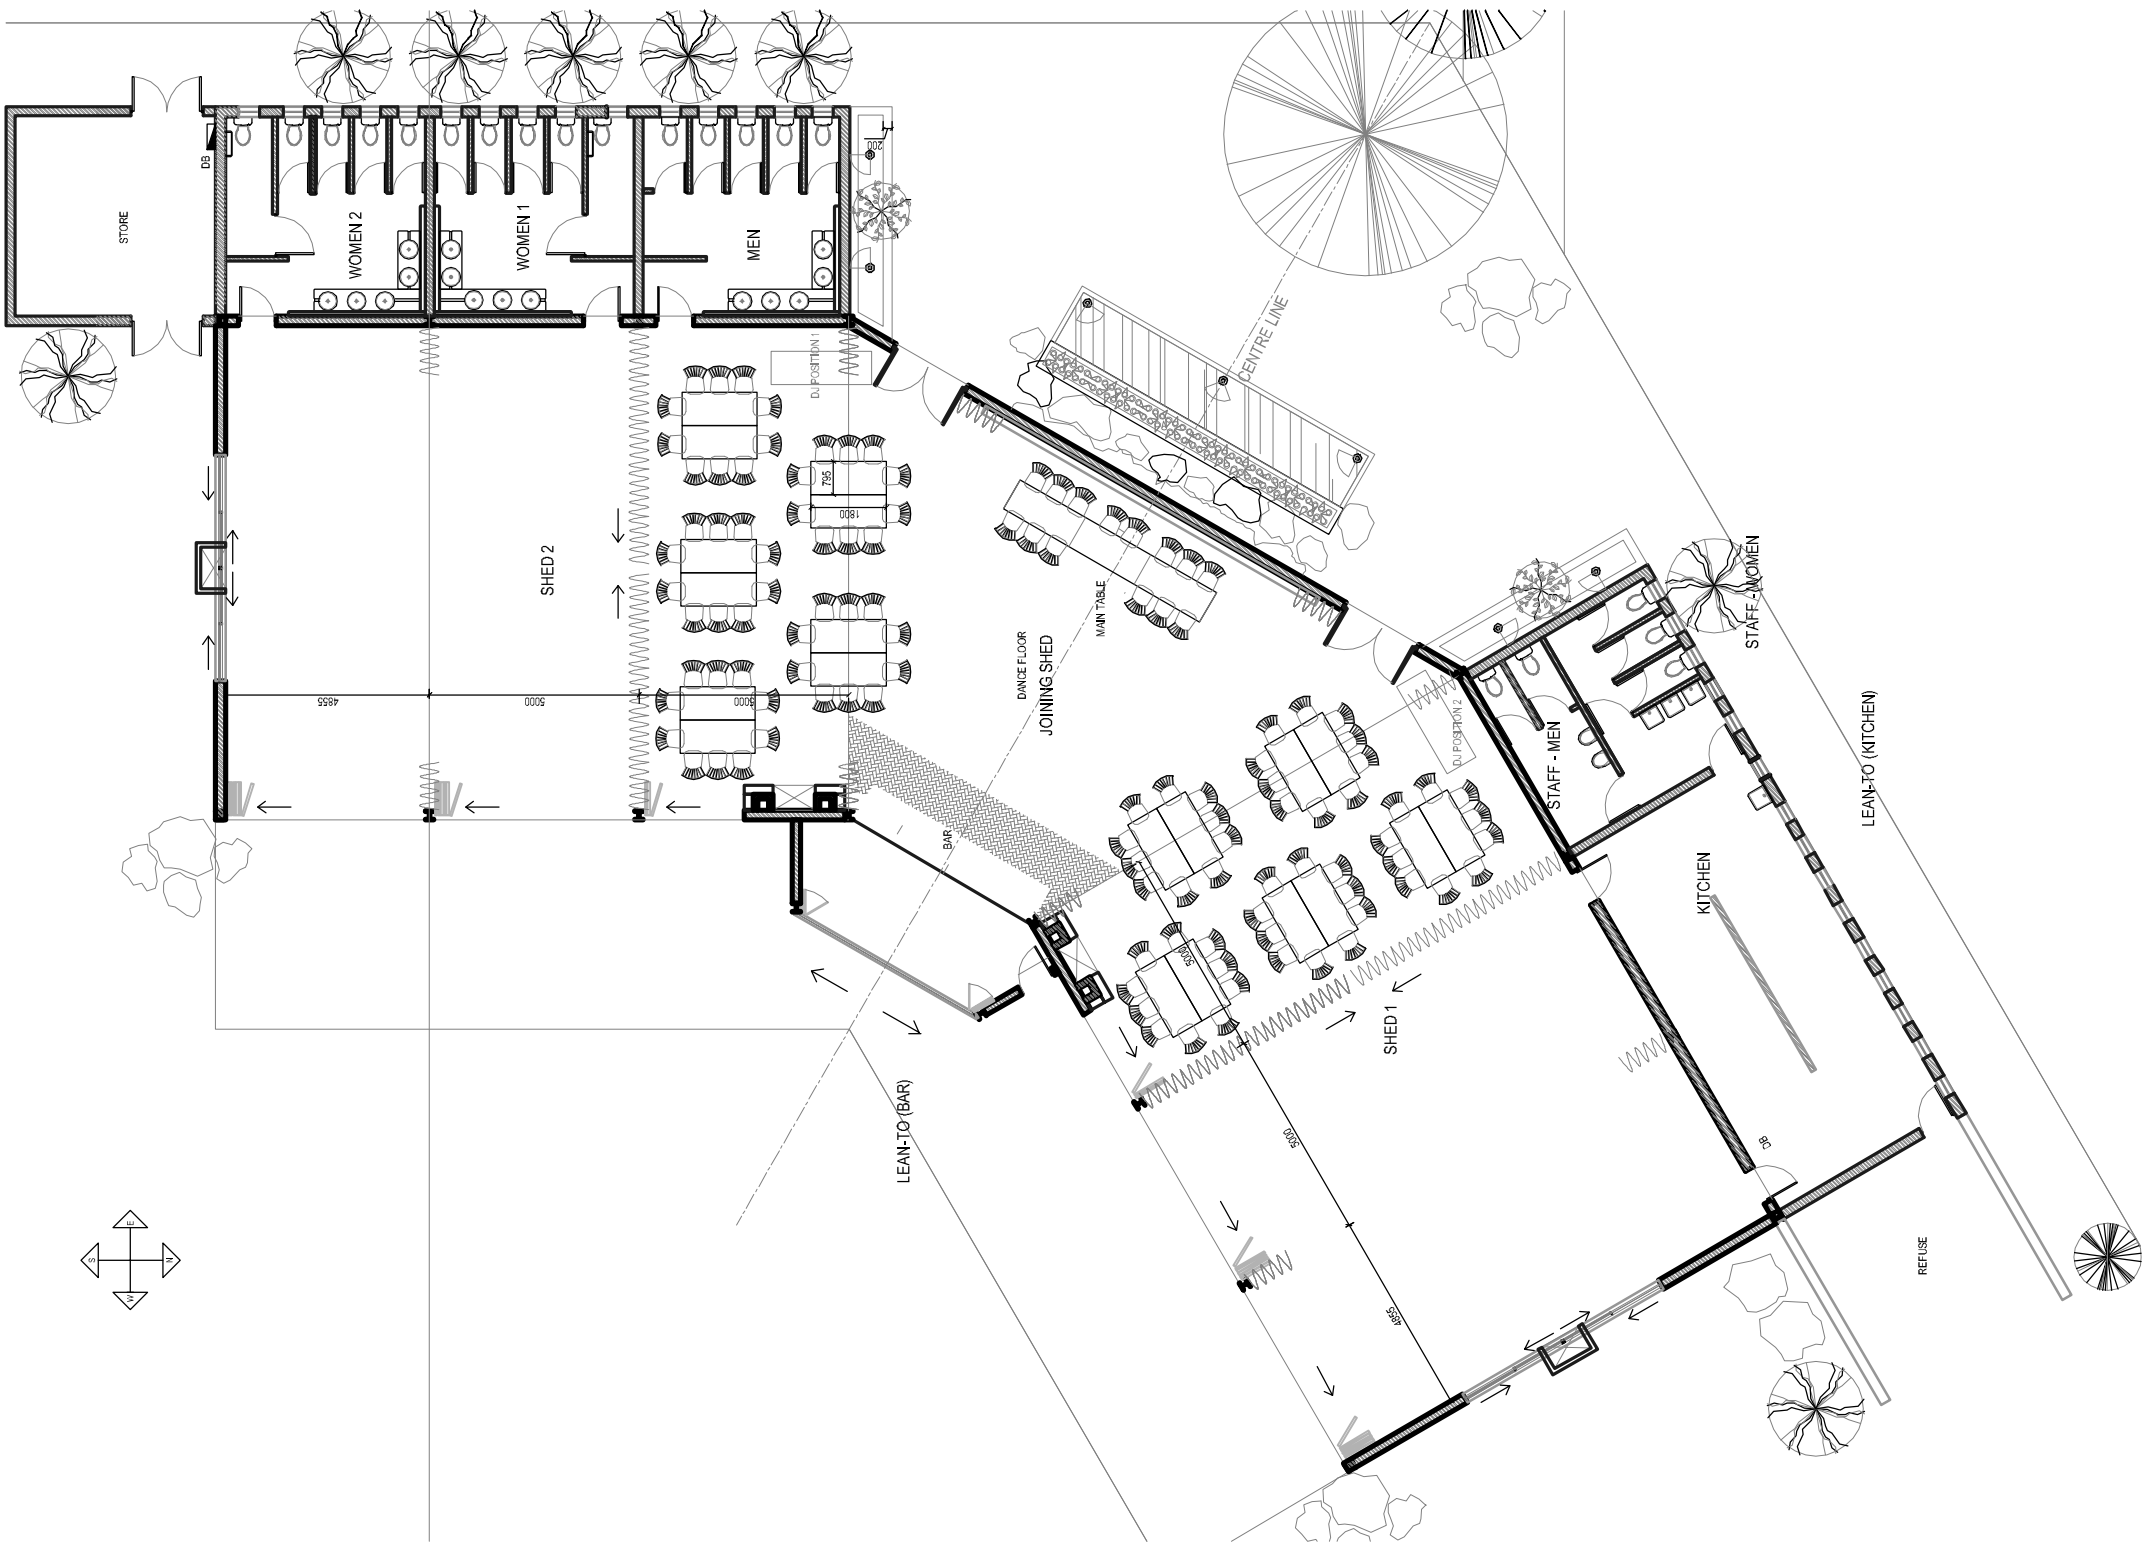 STORE
DB
WOMEN 2
WOMEN 1
MEN
200
DJ POSITION 1
CENTRE LINE
795
1800
SHED 2
MAIN TABLE
DANCE FLOOR
JOINING SHED
4855
5000
5000
BAR
DJ POSITION 2
STAFF - MEN
STAFF - WOMEN
LEAN-TO (KITCHEN)
KITCHEN
5000
SHED 1
LEAN-TO (BAR)
5000
DB
4855
REFUSE
E
S
N
W